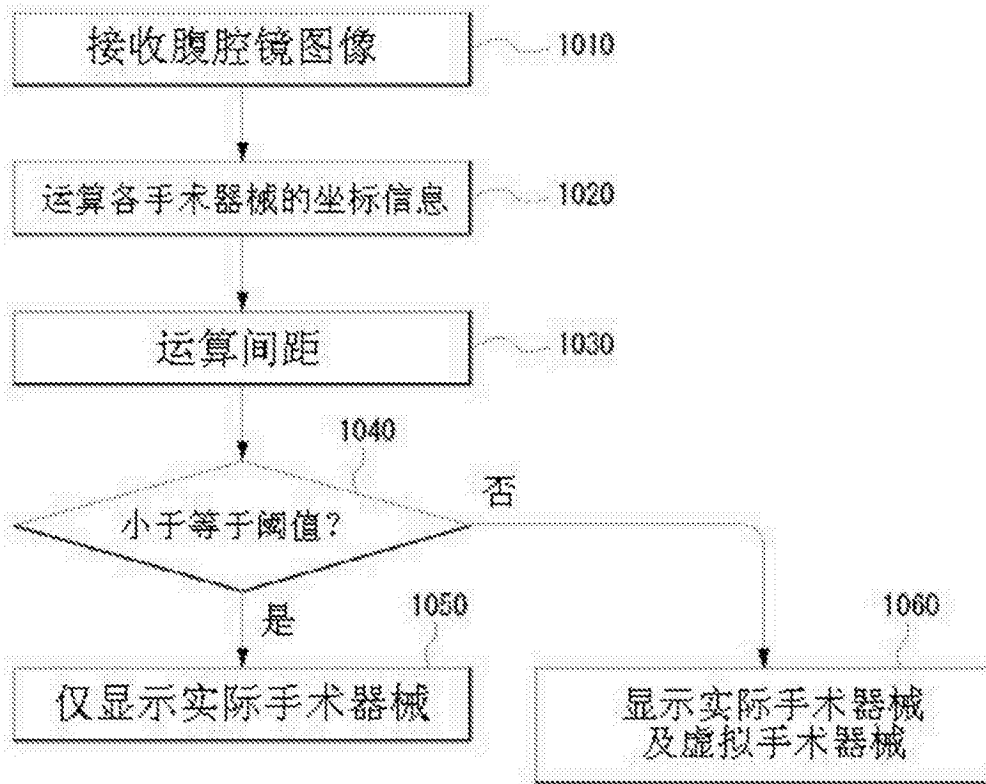 接收腹腔镜图像
1010
运算各手术器械的坐标信息
1020
运算间距
1030
1040
小于等于阈值？
否
是
1050
仅显示实际手术器械
1060
显示实际手术器械
及虚拟手术器械